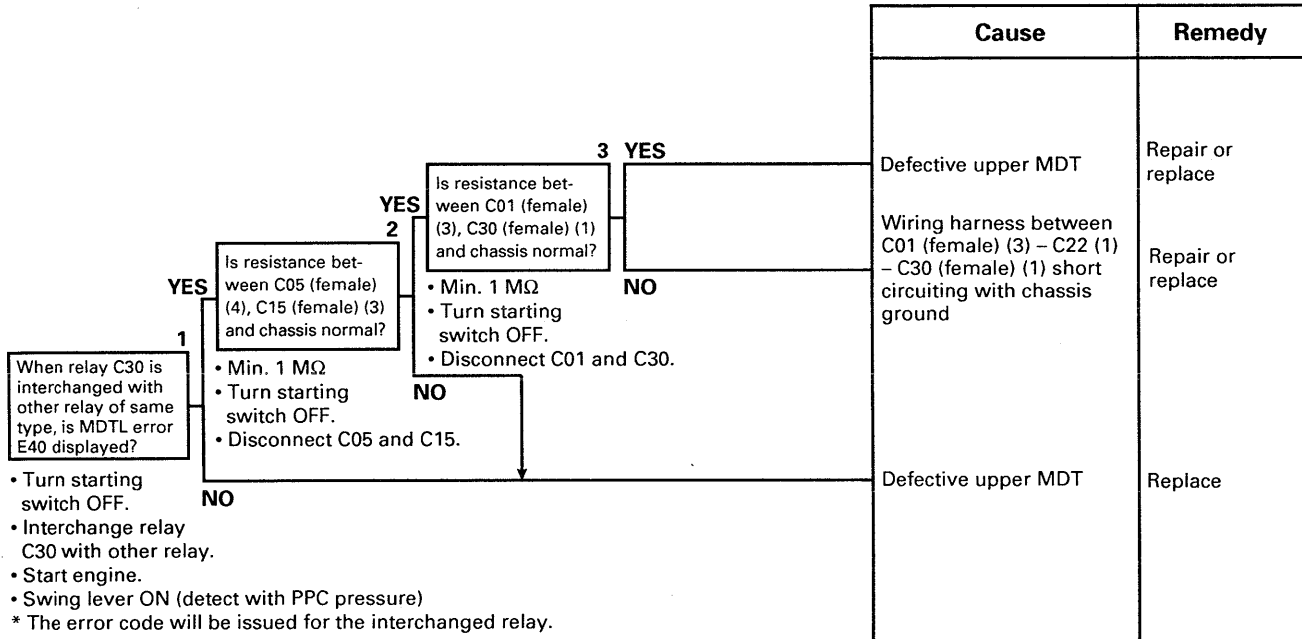 Cause
Remedy
3 YES
Is resistance bet-
ween C01 (female)
(3), C30 (female) (1)
and chassis normal?
Defective upper MDT
Repair or
replace
YES
2
Is resistance bet-
ween C05 (female)
(4), C15 (female) (3)
and chassis normal?
• Min. 1 MΩ
• Turn starting
switch OFF.
• Disconnect C01 and C30.
NO
Wiring harness between
C01 (female) (3) – C22 (1)
– C30 (female) (1) short
circuiting with chassis
ground
Repair or
replace
YES
1
When relay C30 is
interchanged with
other relay of same
type, is MDTL error
E40 displayed?
• Min. 1 MΩ
• Turn starting
switch OFF.
• Disconnect C05 and C15.
NO
• Turn starting
switch OFF.
• Interchange relay
C30 with other relay.
• Start engine.
• Swing lever ON (detect with PPC pressure)
* The error code will be issued for the interchanged relay.
NO
Defective upper MDT
Replace